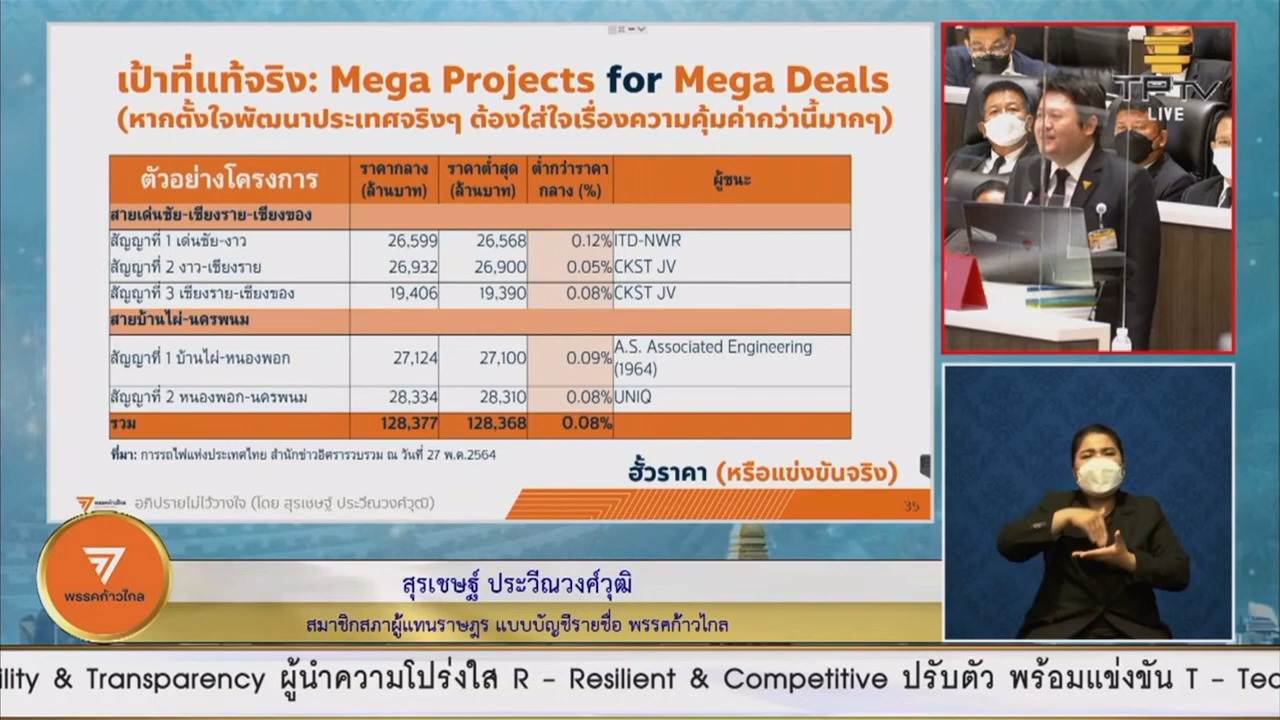 เป้าที่แท้จริง: Mega Projects for Mega Deals
(หากตั้งใจพัฒนาประเทศจริงๆ ต้องใส่ใจเรื่องความคุ้มค่ากว่านี้มากๆ)
ตัวอย่างโครงการ ราคากลาง (ล้านบาท) ราคาต่ำสุด (ล้านบาท) ต่ำกว่าราคากลาง (%) ผู้ชนะ
สายเด่นชัย-เชียงราย-เชียงของ
สัญญาที่ 1 เด่นชัย-งาว 26,599 26,568 0.12% ITD-NWR
สัญญาที่ 2 งาว-เชียงราย 26,932 26,900 0.05% CKST JV
สัญญาที่ 3 เชียงราย-เชียงของ 19,406 19,390 0.08% CKST JV
สายบ้านไผ่-นครพนม
สัญญาที่ 1 บ้านไผ่-หนองพอก 27,124 27,100 0.09% A.S. Associated Engineering (1964)
สัญญาที่ 2 หนองพอก-นครพนม 28,334 28,310 0.08% UNIQ
รวม 128,377 128,368 0.08%
ที่มา: การรถไฟแห่งประเทศไทย สำนักข่าวอิศรารวบรวม ณ วันที่ 27 พ.ค.2564
ฮั้วราคา (หรือแข่งขันจริง)
อภิปรายไม่ไว้วางใจ (โดย สุรเชษฐ์ ประวีณวงศ์วุฒิ)
35
TPTV
LIVE
พรรคก้าวไกล
สุรเชษฐ์ ประวีณวงศ์วุฒิ
สมาชิกสภาผู้แทนราษฎร แบบบัญชีรายชื่อ พรรคก้าวไกล
ility & Transparency ผู้นำความโปร่งใส R – Resilient & Competitive ปรับตัว พร้อมแข่งขัน T – Tec